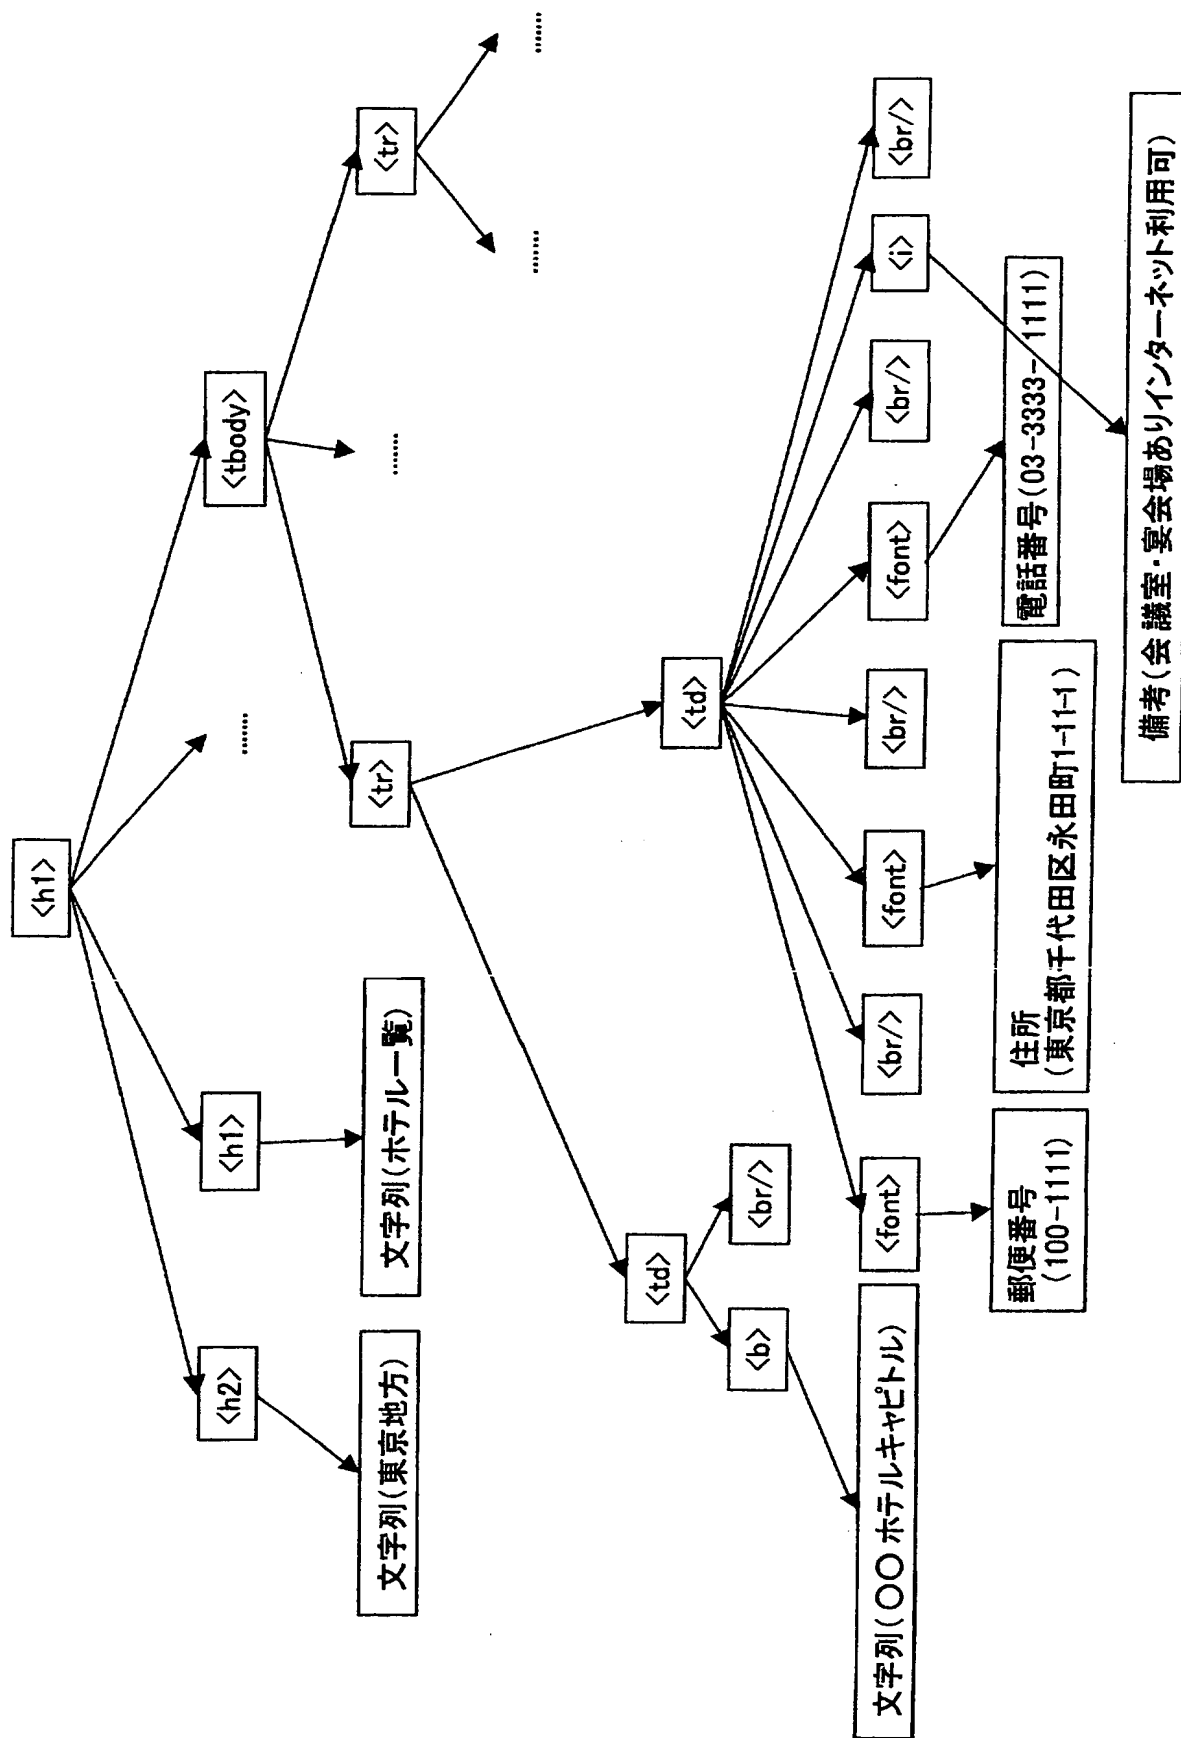 <h1>
<h2>
<h1>
.......
<tbody>
文字列(東京地方)
文字列(ホテル一覧)
<tr>
.......
<tr>
.......
.......
<td>
<td>
<b>
<br/>
文字列(〇〇ホテルキャピトル)
<font>
<br/>
<font>
<br/>
<font>
<br/>
<i>
<br/>
郵便番号
(100-1111)
住所
(東京都千代田区永田町1-11-1)
電話番号(03-3333-1111)
備考(会議室・宴会場ありインターネット利用可)